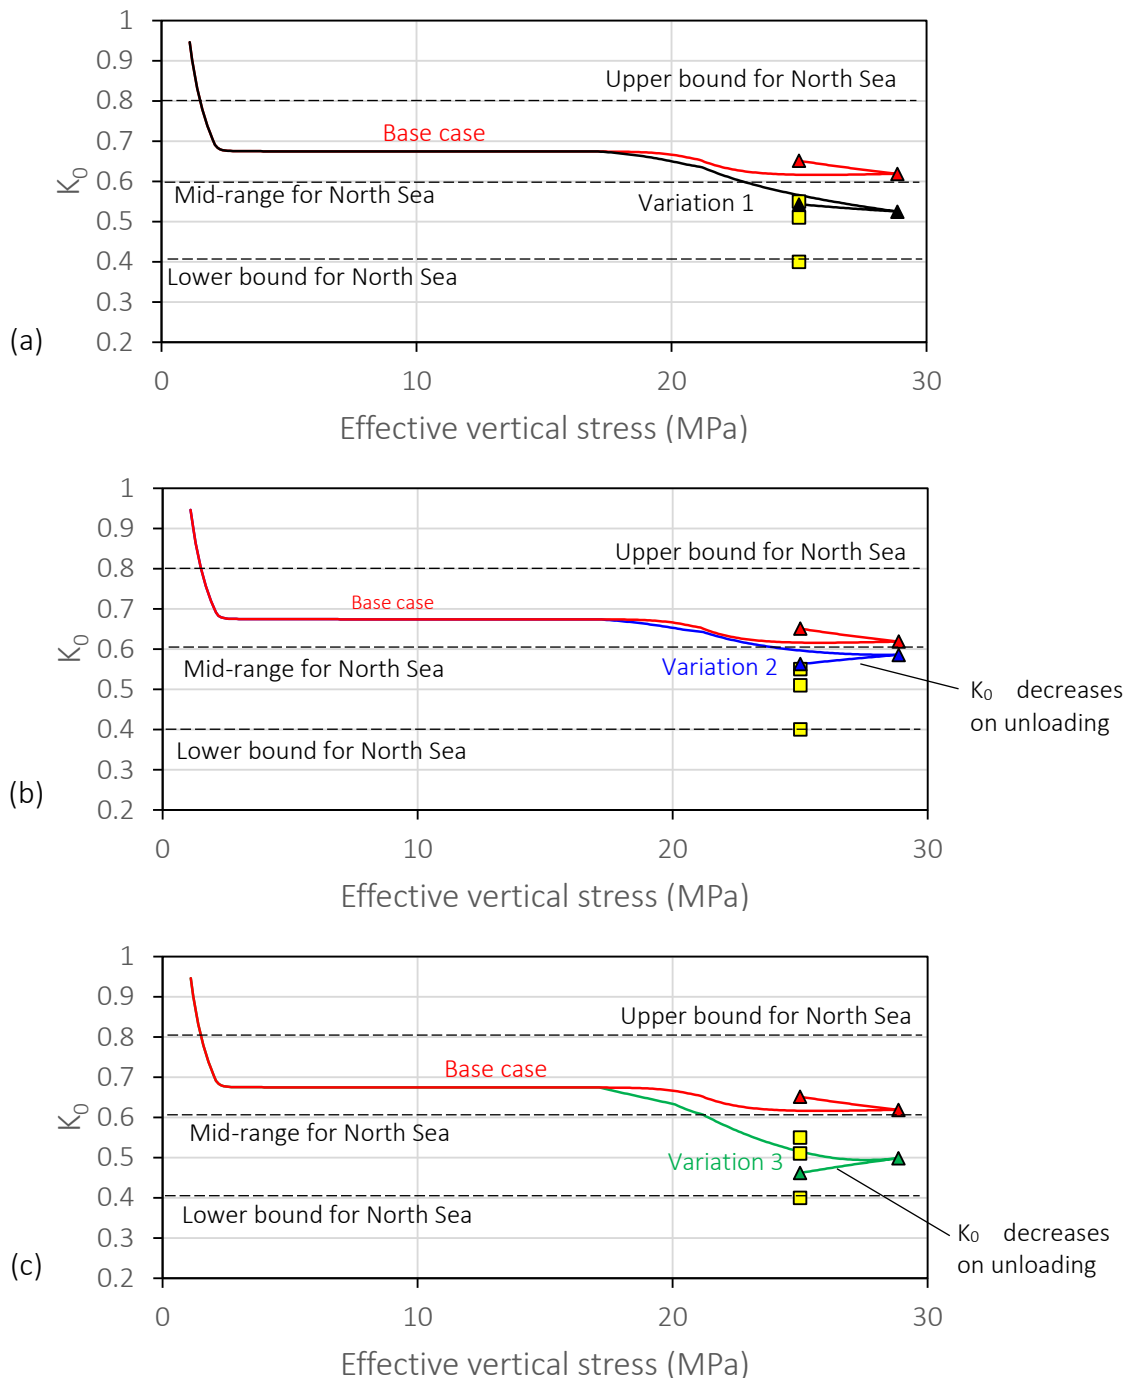 1
0.9
0.8
0.7
0.6
0.5
0.4
0.3
0.2
K0
Upper bound for North Sea
Base case
Mid-range for North Sea
Variation 1
Lower bound for North Sea
(a)
0 10 20 30
Effective vertical stress (MPa)
1
0.9
0.8
0.7
0.6
0.5
0.4
0.3
0.2
K0
Upper bound for North Sea
Base case
Mid-range for North Sea
Variation 2
K0 decreases
on unloading
Lower bound for North Sea
(b)
0 10 20 30
Effective vertical stress (MPa)
1
0.9
0.8
0.7
0.6
0.5
0.4
0.3
0.2
K0
Upper bound for North Sea
Base case
Mid-range for North Sea
Variation 3
Lower bound for North Sea
K0 decreases
on unloading
(c)
0 10 20 30
Effective vertical stress (MPa)